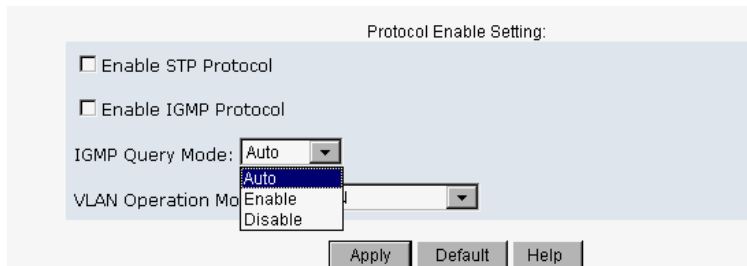 Protocol Enable Setting:
Enable STP Protocol
Enable IGMP Protocol
IGMP Query Mode: Auto
Auto
Enable
Disable
VLAN Operation Mo
Apply Default Help